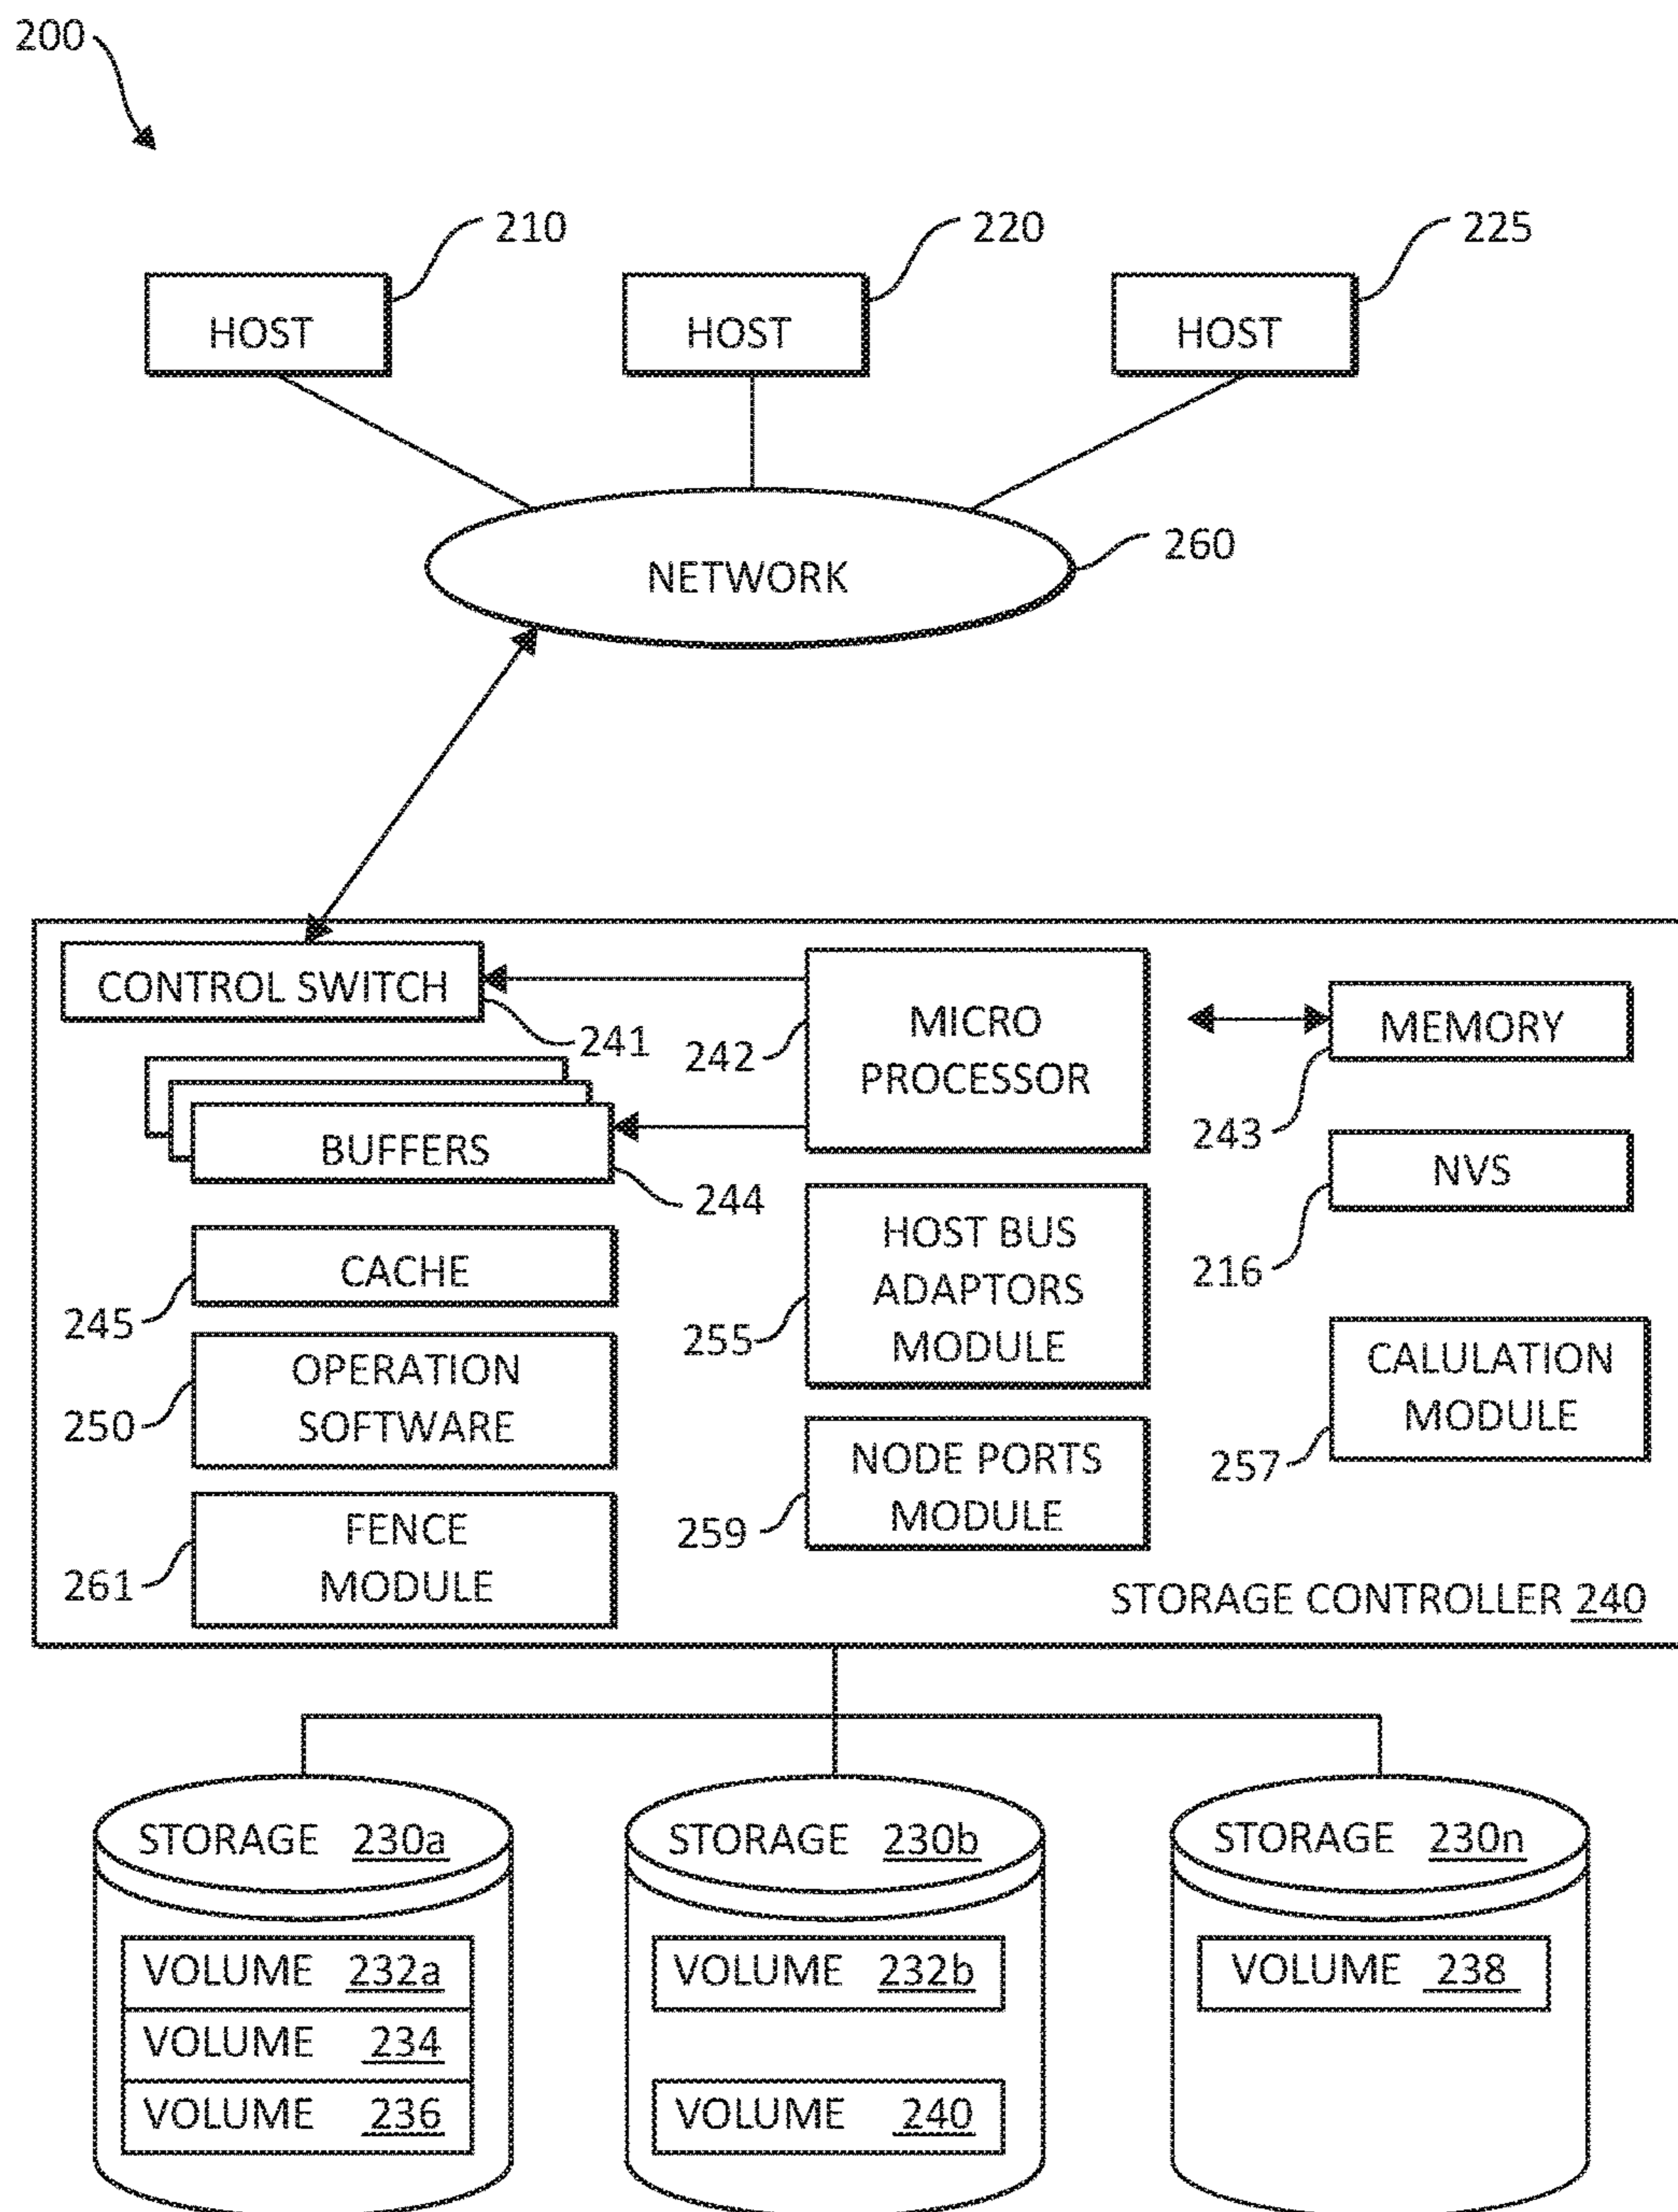 200
210
220
225
HOST
HOST
HOST
260
NETWORK
CONTROL SWITCH
241
242
MICRO
PROCESSOR
MEMORY
243
BUFFERS
244
NVS
216
CACHE
245
HOST BUS
ADAPTORS
MODULE
255
CALULATION
MODULE
257
OPERATION
SOFTWARE
250
NODE PORTS
MODULE
259
FENCE
MODULE
261
STORAGE CONTROLLER 240
STORAGE 230a
STORAGE 230b
STORAGE 230n
VOLUME 232a
VOLUME 232b
VOLUME 238
VOLUME 234
VOLUME 236
VOLUME 240